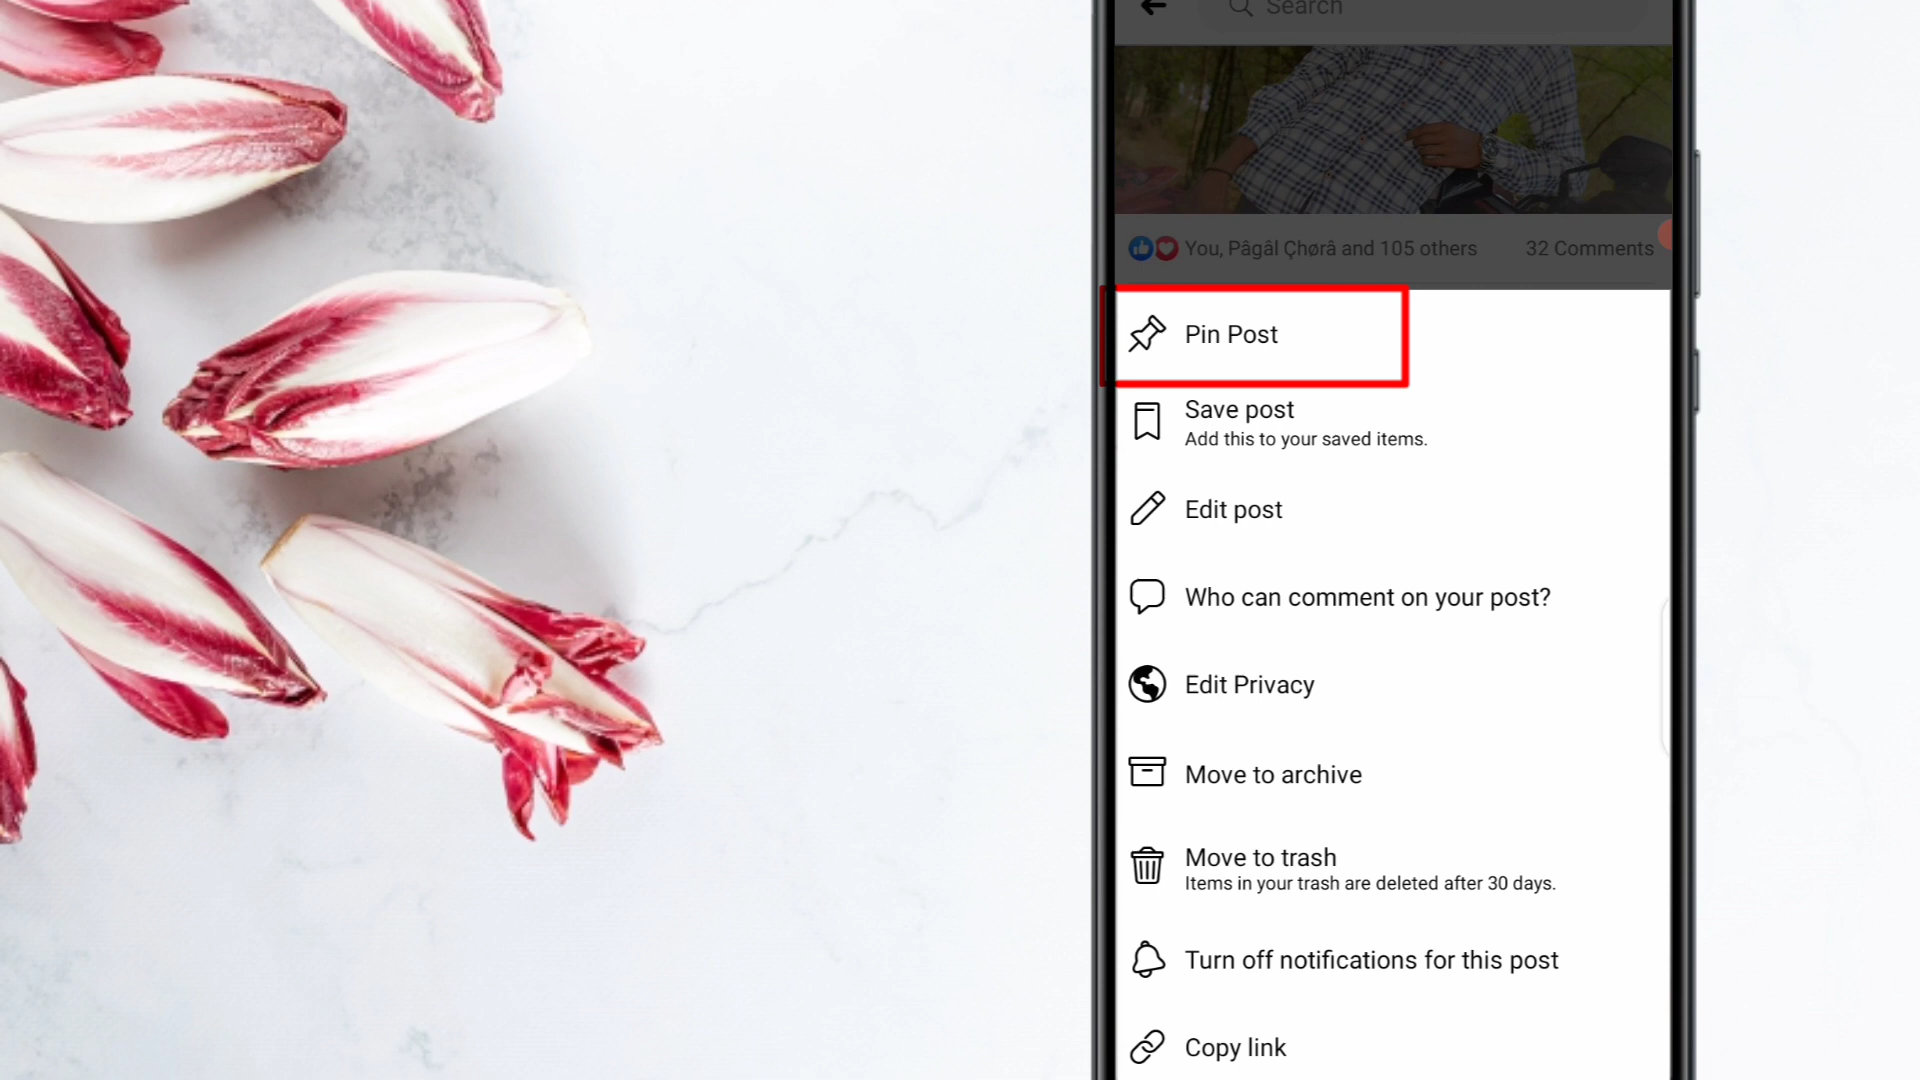 Search
You, Pâgâl Çhørâ and 105 others 32 Comments
Pin Post
Save post
Add this to your saved items.
Edit post
Who can comment on your post?
Edit Privacy
Move to archive
Move to trash
Items in your trash are deleted after 30 days.
Turn off notifications for this post
Copy link